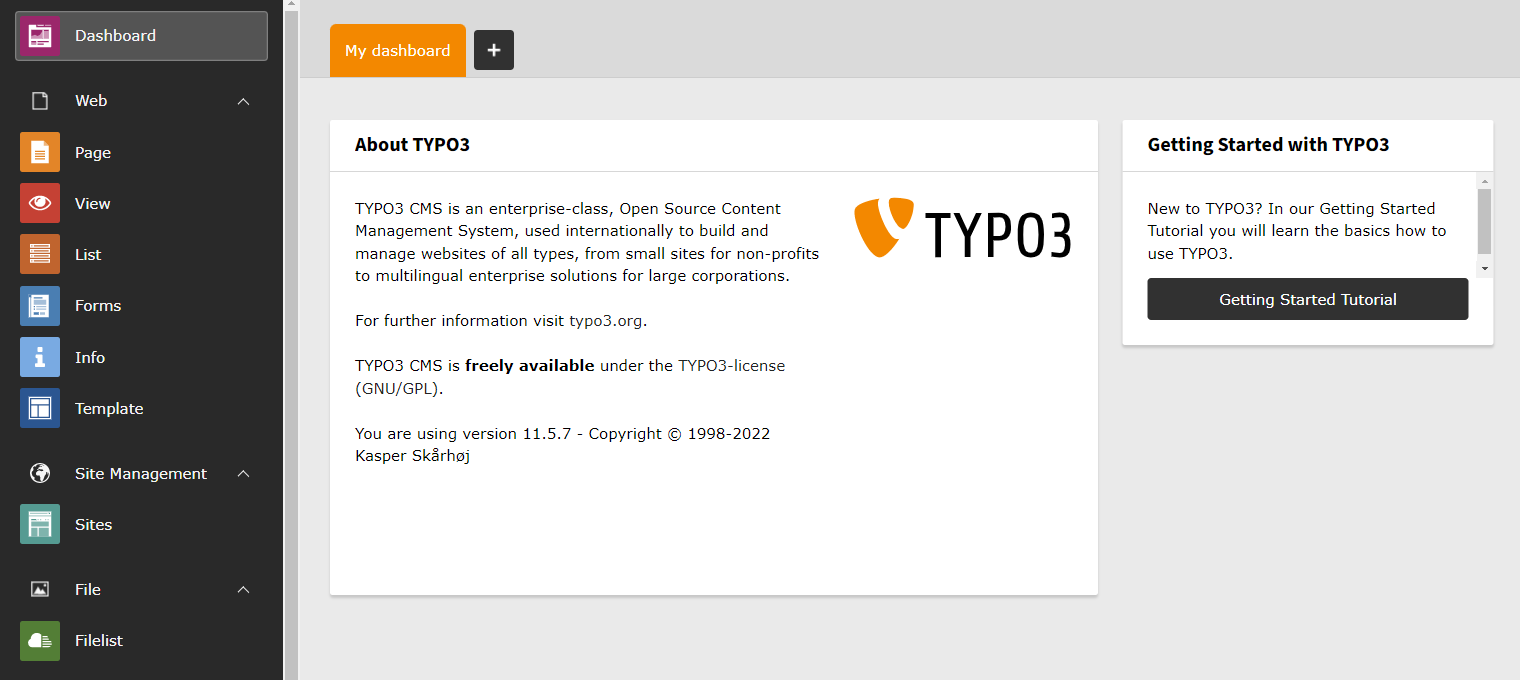 Dashboard
Web
Page
View
List
Forms
Info
Template
Site Management
Sites
File
Filelist
My dashboard
+
About TYPO3
TYPO3 CMS is an enterprise-class, Open Source Content
Management System, used internationally to build and
manage websites of all types, from small sites for non-profits
to multilingual enterprise solutions for large corporations.
For further information visit typo3.org.
TYPO3 CMS is freely available under the TYPO3-license
(GNU/GPL).
You are using version 11.5.7 - Copyright © 1998-2022
Kasper Skårhøj
TYPO3
Getting Started with TYPO3
New to TYPO3? In our Getting Started
Tutorial you will learn the basics how to
use TYPO3.
Getting Started Tutorial